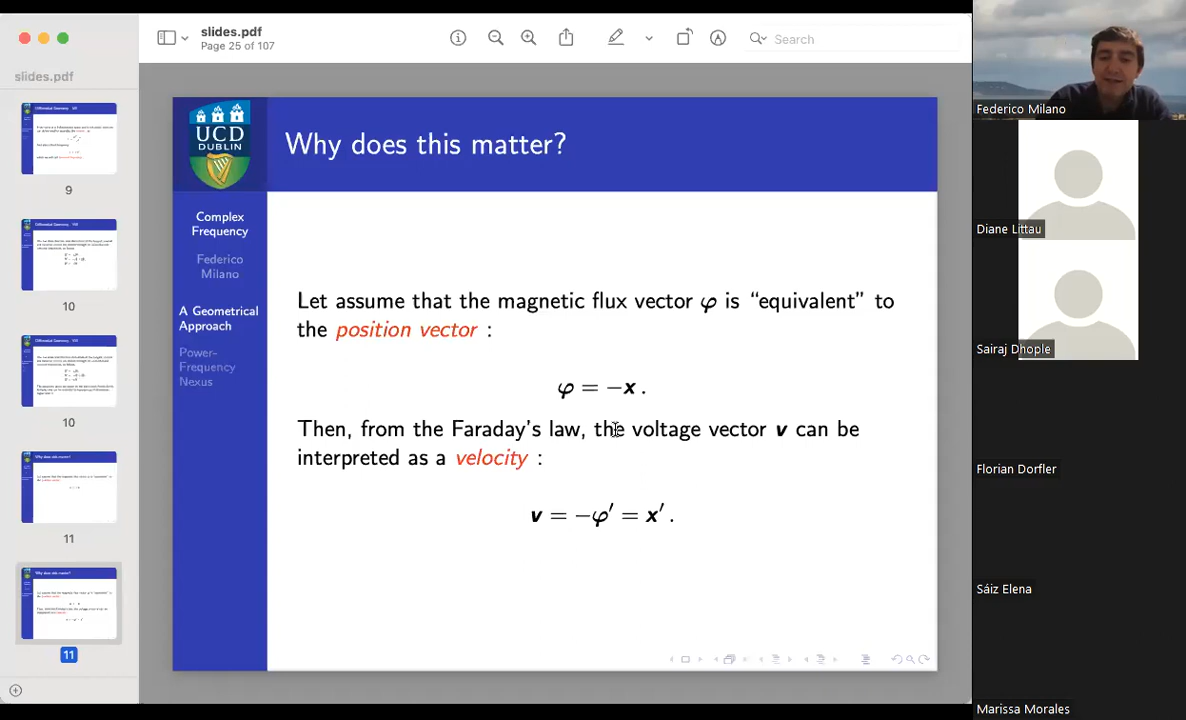 slides.pdf
Page 25 of 107
Search
slides.pdf
9
10
10
11
11
UCD
DUBLIN
Why does this matter?
Complex
Frequency
Federico
Milano
A Geometrical
Approach
Power-
Frequency
Nexus
Let assume that the magnetic flux vector φ is “equivalent” to
the position vector :
φ = −x .
Then, from the Faraday's law, the voltage vector v can be
interpreted as a velocity :
v = −φ′ = x′ .
Federico Milano
Diane Littau
Sairaj Dhople
Florian Dorfler
Sáiz Elena
Marissa Morales